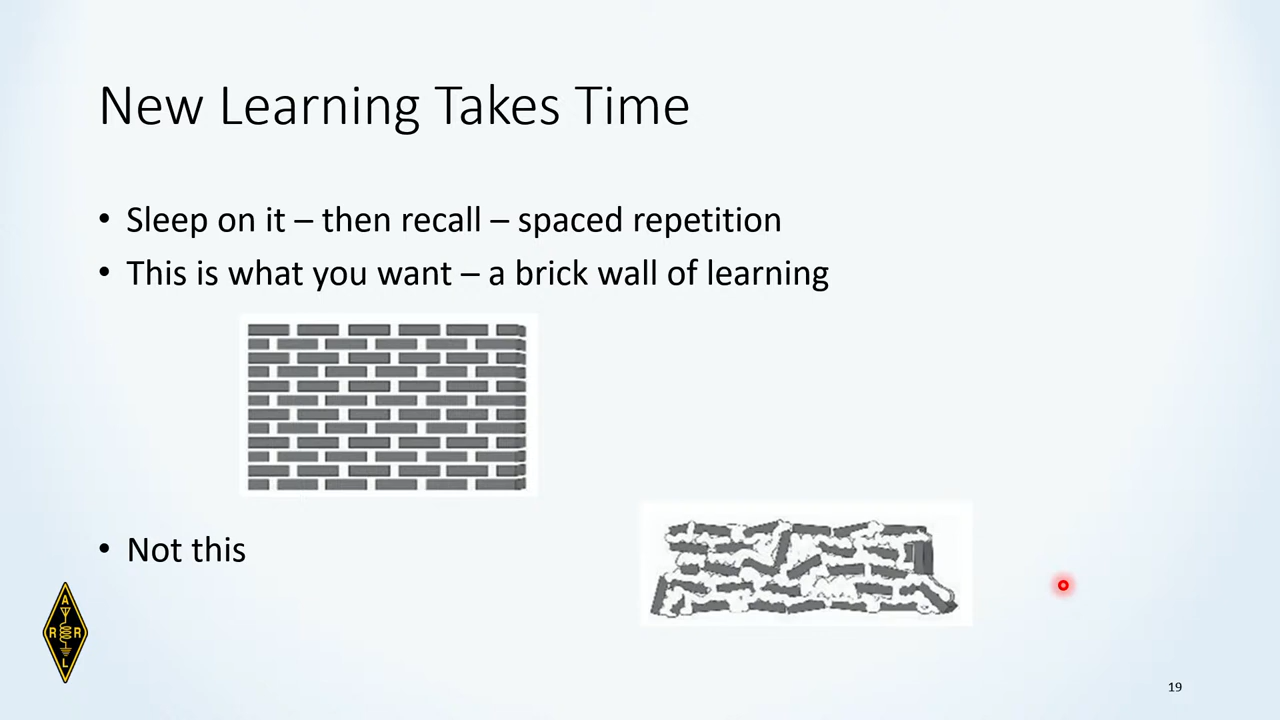 New Learning Takes Time
• Sleep on it – then recall – spaced repetition
• This is what you want – a brick wall of learning
• Not this
A
R R
L
19